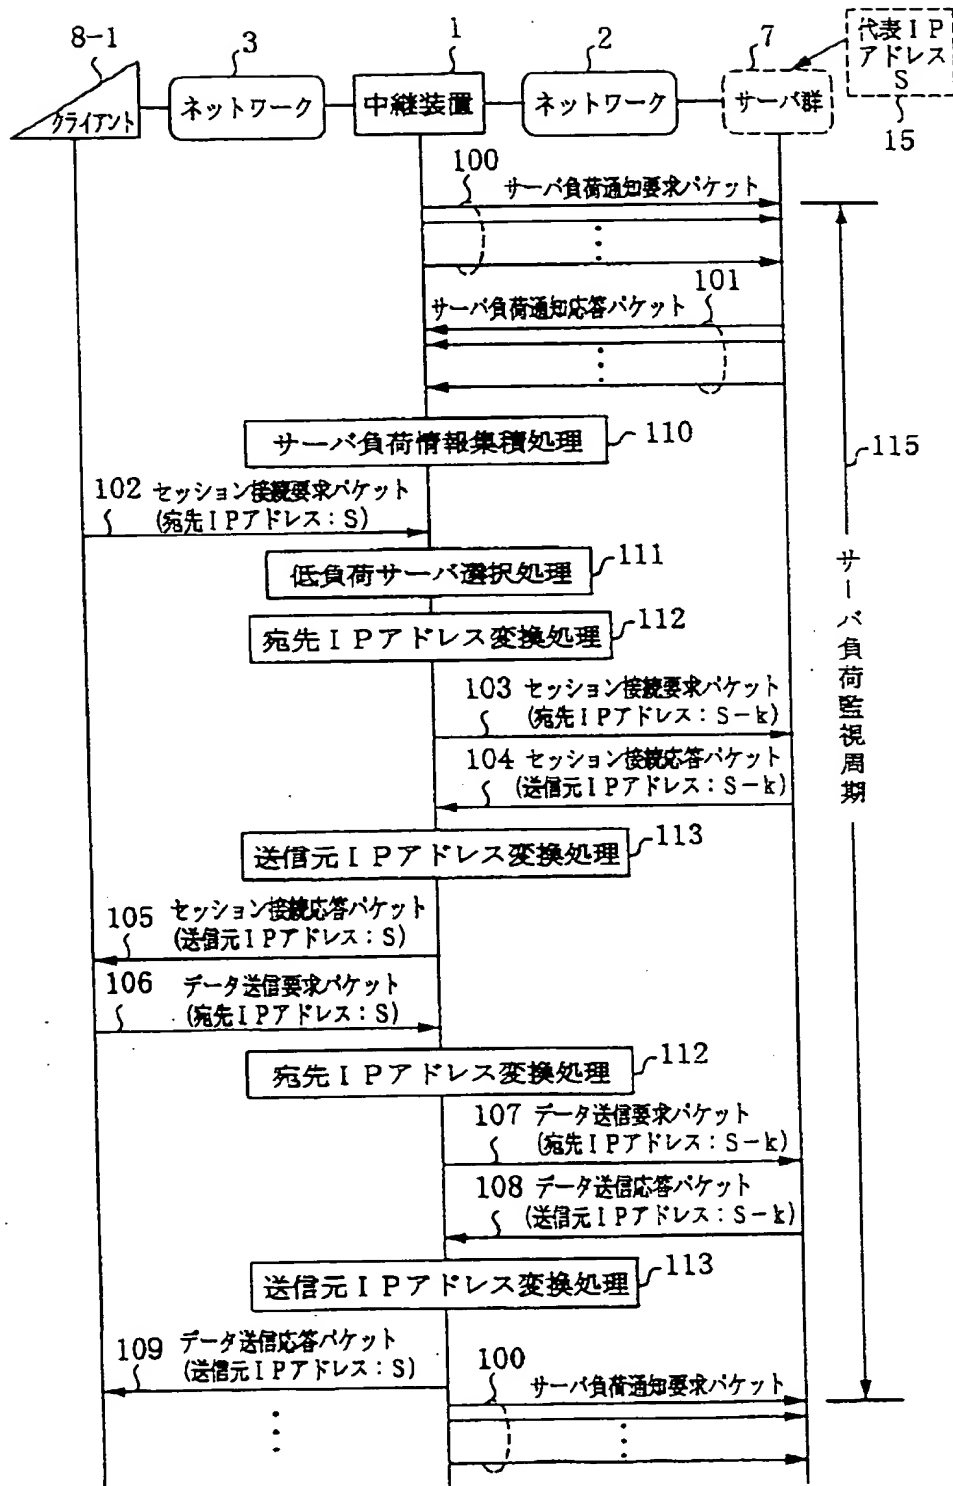 8-1
3
1
2
7
代表IP
アドレス
S
15
クライアント
ネットワーク
中継装置
ネットワーク
サーバ群
100
サーバ負荷通知要求パケット
101
サーバ負荷通知応答パケット
サーバ負荷情報集積処理
110
115
サーバ負荷監視周期
102
セッション接続要求パケット
(宛先IPアドレス:S)
低負荷サーバ選択処理
111
宛先IPアドレス変換処理
112
103
セッション接続要求パケット
(宛先IPアドレス:S-k)
104
セッション接続応答パケット
(送信元IPアドレス:S-k)
送信元IPアドレス変換処理
113
105
セッション接続応答パケット
(送信元IPアドレス:S)
106
データ送信要求パケット
(宛先IPアドレス:S)
宛先IPアドレス変換処理
112
107
データ送信要求パケット
(宛先IPアドレス:S-k)
108
データ送信応答パケット
(送信元IPアドレス:S-k)
送信元IPアドレス変換処理
113
109
データ送信応答パケット
(送信元IPアドレス:S)
100
サーバ負荷通知要求パケット